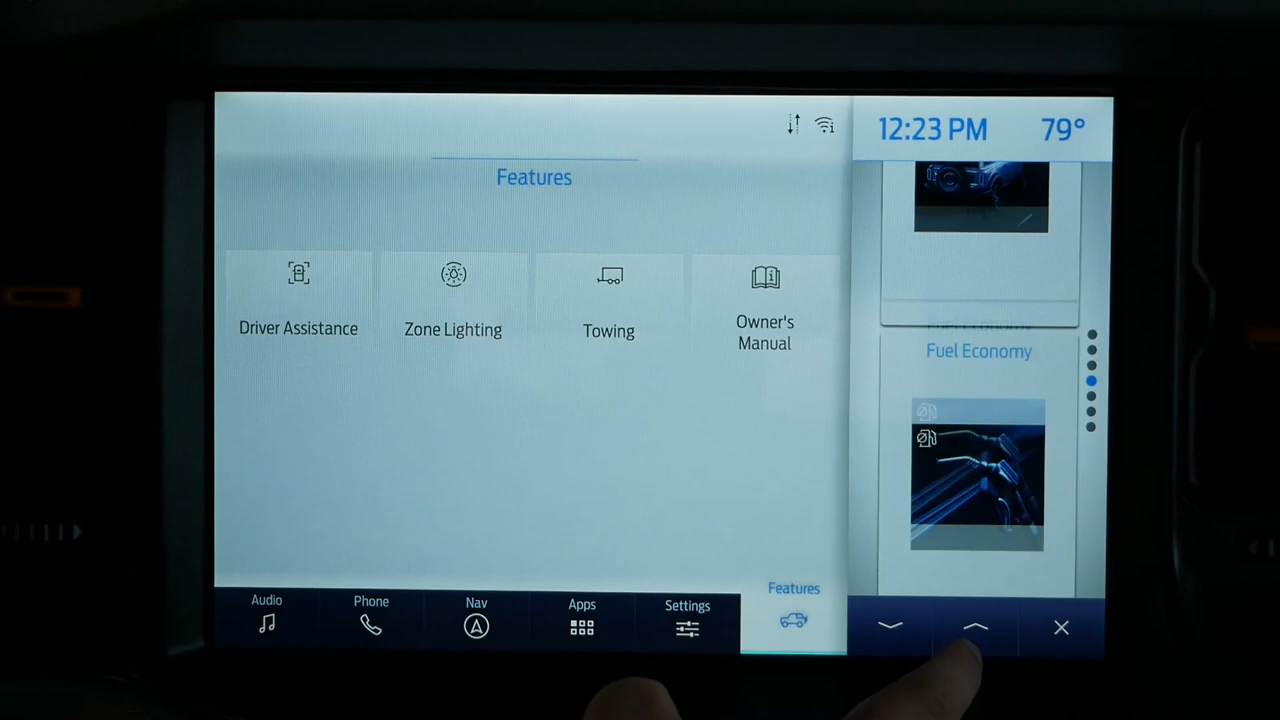 12:23 PM 79°
Features
Driver Assistance
Zone Lighting
Towing
Owner's
Manual
Fuel Economy
Audio
Phone
Nav
Apps
Settings
Features